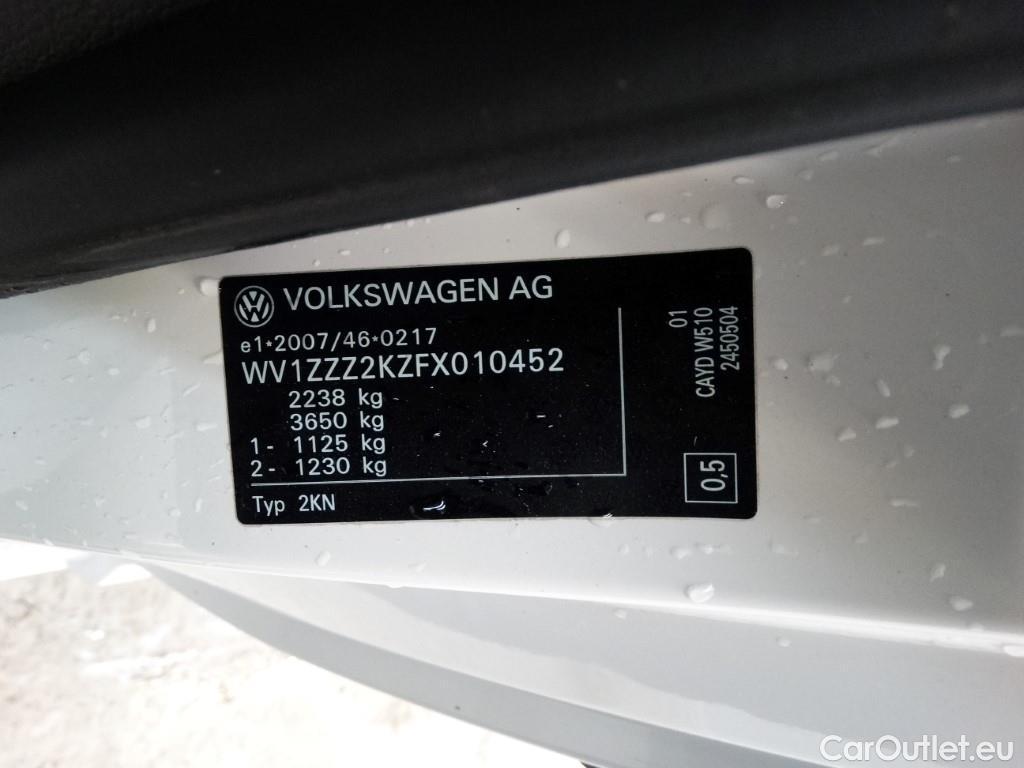 VOLKSWAGEN AG
e1*2007/46*0217
WV1ZZZ2KZFX010452
2238 kg
3650 kg
1- 1125 kg
2- 1230 kg
Typ 2KN
01
CAYD W510
2450504
0,5
CarOutlet.eu